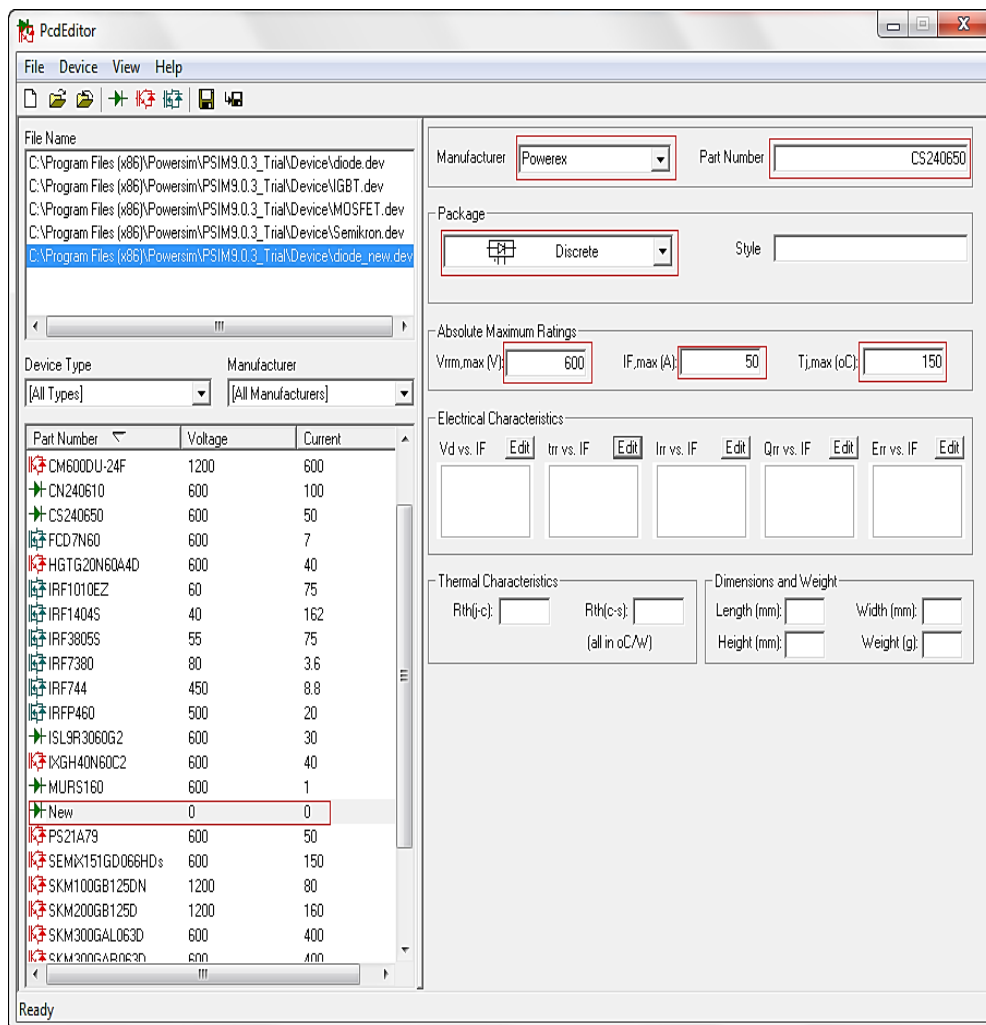 PcdEditor
File Device View Help
File Name
C:\Program Files (x86)\Powersim\PSIM9.0.3_Trial\Device\diode.dev
C:\Program Files (x86)\Powersim\PSIM9.0.3_Trial\Device\IGBT.dev
C:\Program Files (x86)\Powersim\PSIM9.0.3_Trial\Device\MOSFET.dev
C:\Program Files (x86)\Powersim\PSIM9.0.3_Trial\Device\Semikron.dev
C:\Program Files (x86)\Powersim\PSIM9.0.3_Trial\Device\diode_new.dev
Device Type Manufacturer
[All Types] [All Manufacturers]
Part Number Voltage Current
CM600DU-24F 1200 600
CN240610 600 100
CS240650 600 50
FCD7N60 600 7
HGTG20N60A4D 600 40
IRF1010EZ 60 75
IRF1404S 40 162
IRF3805S 55 75
IRF7380 80 3.6
IRF744 450 8.8
IRFP460 500 20
ISL9R3060G2 600 30
IXGH40N60C2 600 40
MURS160 600 1
New 0 0
PS21A79 600 50
SEMiX151GD066HDs 600 150
SKM100GB125DN 1200 80
SKM200GB125D 1200 160
SKM300GAL063D 600 400
SKM300GAR063D 600 400
Ready
Manufacturer Powerex Part Number CS240650
Package
Discrete Style
Absolute Maximum Ratings
Vrrm,max (V): 600 IF,max (A): 50 Tj,max (oC): 150
Electrical Characteristics
Vd vs. IF Edit trr vs. IF Edit Irr vs. IF Edit Qrr vs. IF Edit Err vs. IF Edit
Thermal Characteristics
Rth(j-c): Rth(c-s):
(all in oC/W)
Dimensions and Weight
Length (mm): Width (mm):
Height (mm): Weight (g):